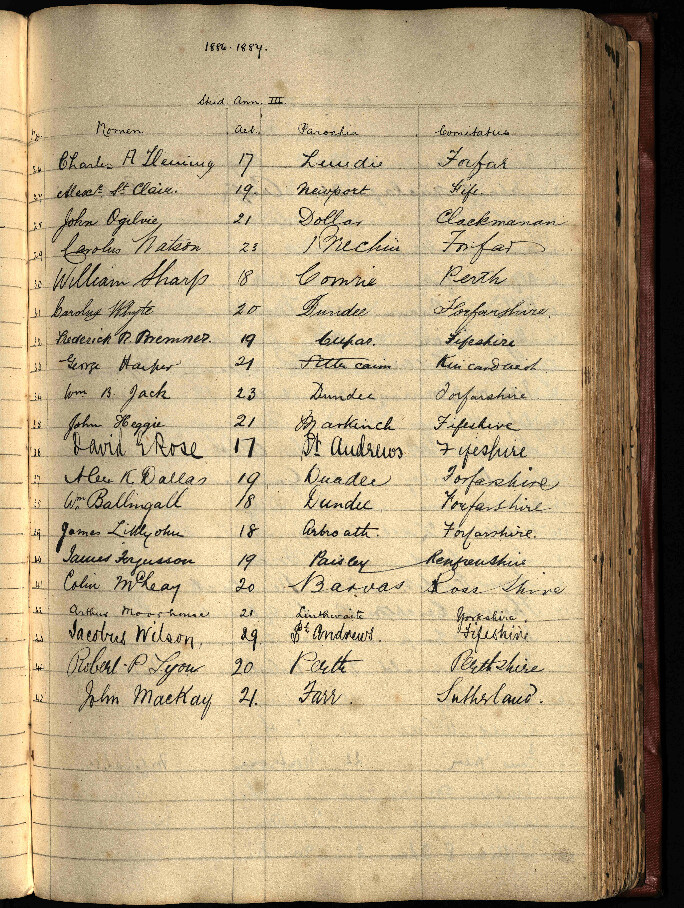 1886-1887.
Stud. Ann. III.
No. Nomen. Aet. Parochia Comitatus
26 Charles A Fleming 17 Lundie Forfar
27 Alexr. St Clair. 19. Newport Fife.
28 John Ogilvie 21 Dollar Clackmanan
29 Carolus Watson 23 Mechin Forfar
30 William Sharp 18 Comrie Perth
31 Carolus Whyte 20 Dundee Forfarshire.
32 Roderick P. Bremner. 19 Cupar. Fifeshire
33 George Harper 21 Kincardinesh
34 Wm B. Jack 23 Dundee Forfarshire
35 John Heggie 21 Markinch Fifeshire
36 David E Rose 17 St Andrews Fifeshire
37 Alex K Dallas 19 Dundee Forfarshire
38 Wm Ballingall 18 Dundee Forfarshire
39 James Littlejohn 18 Arbroath. Forfarshire.
40 James Fergusson 19 Paisley Renfrewshire
41 Colin McLeay 20 Barvas Ross Shire
42 Arthur Moorhouse 21 Linthwaite Yorkshire
43 Jacobus Wilson, 29 St Andrews. Fifeshire
44 Robert P Lyon 20 Perth Perthshire
45 John MacKay 21. Farr. Sutherland.